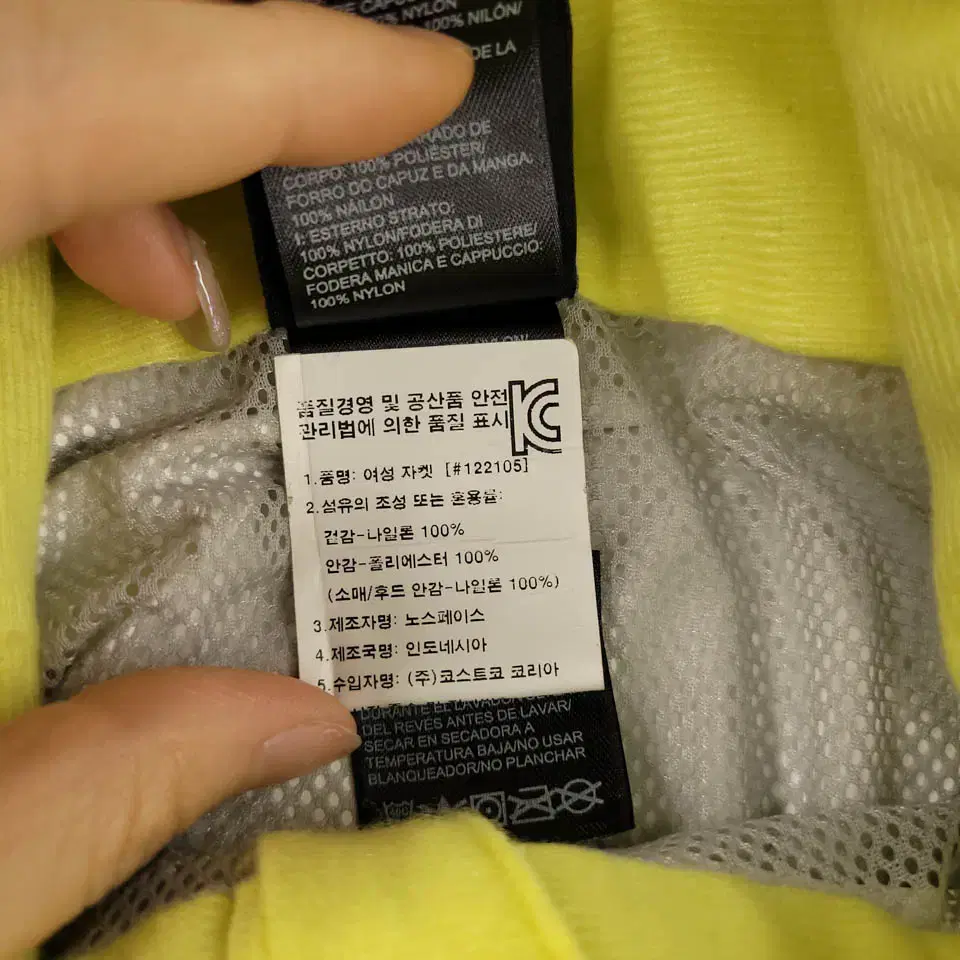 100% NYLON
100% NILÓN/
DE LA
CORPO: 100% POLIÉSTER/
FORRO DO CAPUZ E DA MANGA:
100% NÁILON
I: ESTERNO STRATO:
100% NYLON/FODERA DI
CORPETTO: 100% POLIESTERE/
FODERA MANICA E CAPPUCCIO:
100% NYLON
품질경영 및 공산품 안전
관리법에 의한 품질 표시
1.품명: 여성 자켓 [#122105]
2.섬유의 조성 또는 혼용률:
겉감-나일론 100%
안감-폴리에스터 100%
(소매/후드 안감-나일론 100%)
3.제조자명: 노스페이스
4.제조국명: 인도네시아
5.수입자명: (주)코스트코 코리아
DURANTE EL LAVADO
DEL REVES ANTES DE LAVAR/
SECAR EN SECADORA A
TEMPERATURA BAJA/NO USAR
BLANQUEADOR/NO PLANCHAR